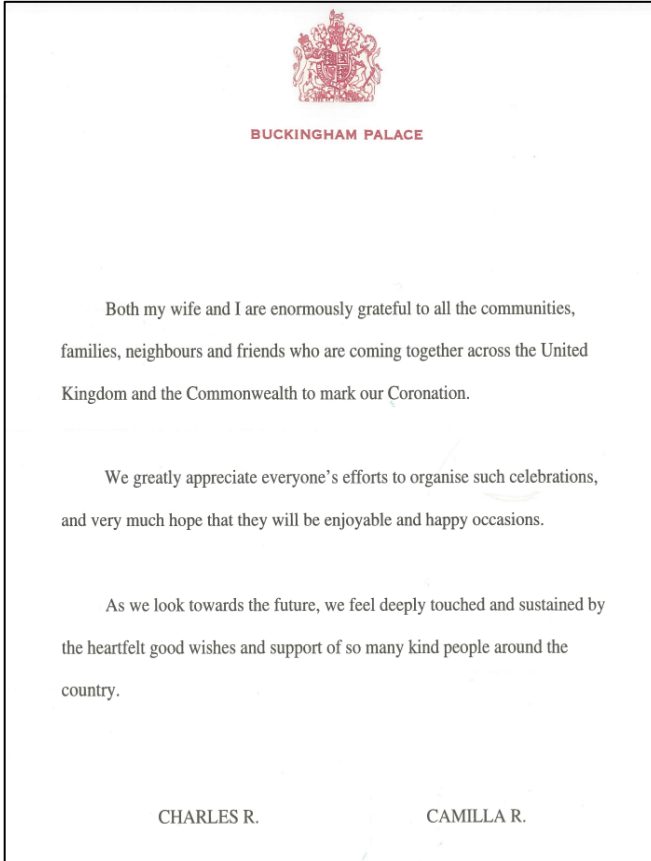 BUCKINGHAM PALACE
Both my wife and I are enormously grateful to all the communities,
families, neighbours and friends who are coming together across the United
Kingdom and the Commonwealth to mark our Coronation.
We greatly appreciate everyone’s efforts to organise such celebrations,
and very much hope that they will be enjoyable and happy occasions.
As we look towards the future, we feel deeply touched and sustained by
the heartfelt good wishes and support of so many kind people around the
country.
CHARLES R. CAMILLA R.